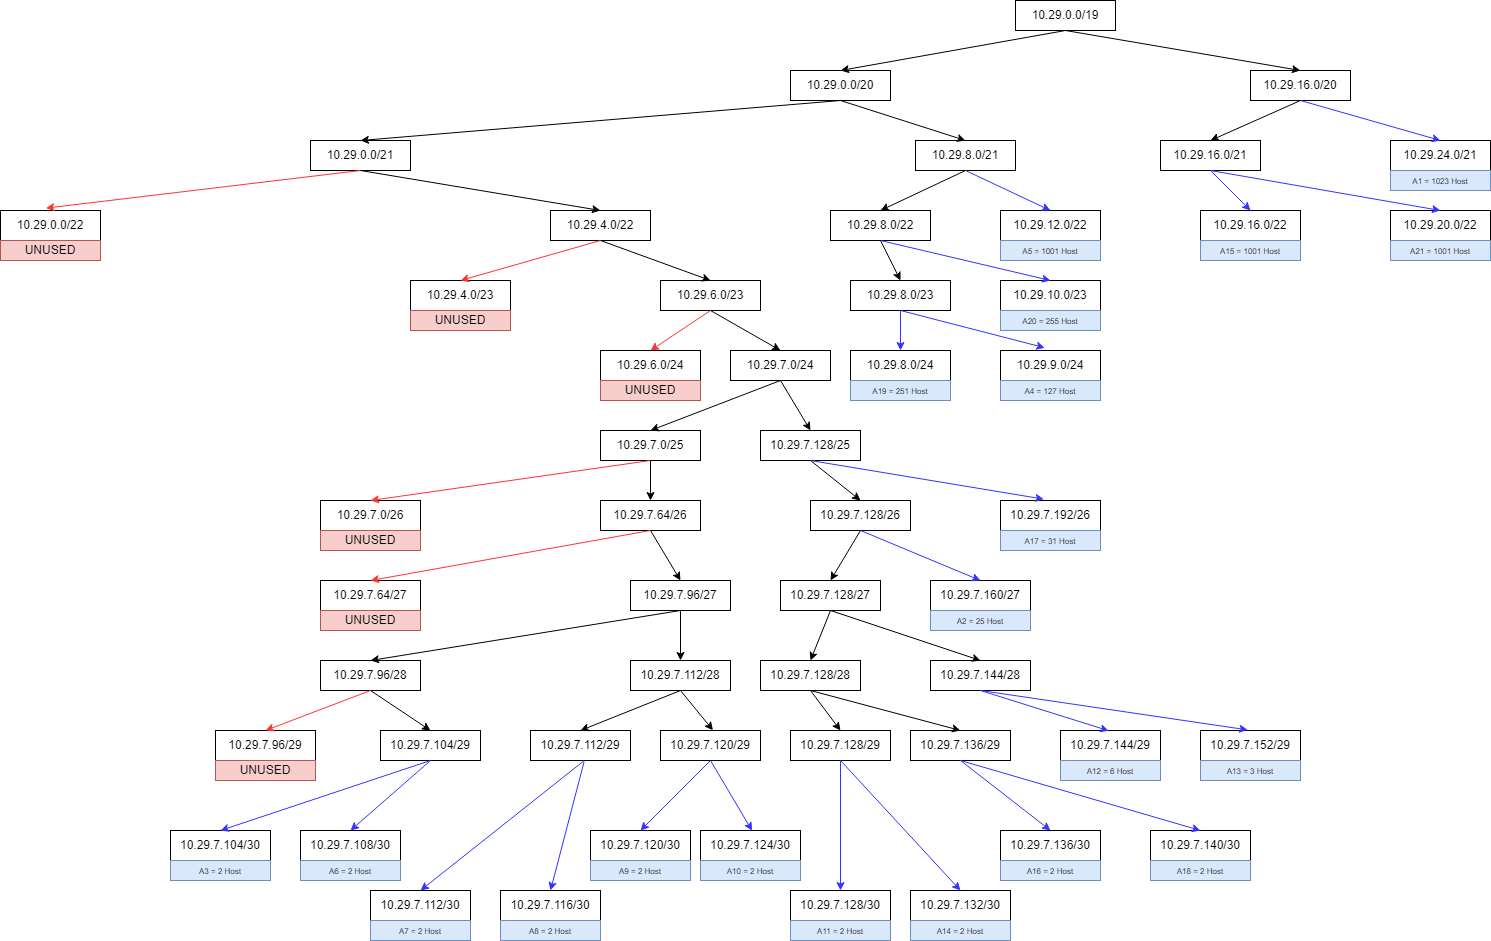 10.29.0.0/19
10.29.0.0/20
10.29.16.0/20
10.29.0.0/21
10.29.8.0/21
10.29.16.0/21
10.29.24.0/21
A1 = 1023 Host
10.29.0.0/22
UNUSED
10.29.4.0/22
10.29.8.0/22
10.29.12.0/22
A5 = 1001 Host
10.29.16.0/22
A15 = 1001 Host
10.29.20.0/22
A21 = 1001 Host
10.29.4.0/23
UNUSED
10.29.6.0/23
10.29.8.0/23
10.29.10.0/23
A20 = 255 Host
10.29.6.0/24
UNUSED
10.29.7.0/24
10.29.8.0/24
A19 = 251 Host
10.29.9.0/24
A4 = 127 Host
10.29.7.0/25
10.29.7.128/25
10.29.7.0/26
UNUSED
10.29.7.64/26
10.29.7.128/26
10.29.7.192/26
A17 = 31 Host
10.29.7.64/27
UNUSED
10.29.7.96/27
10.29.7.128/27
10.29.7.160/27
A2 = 25 Host
10.29.7.96/28
10.29.7.112/28
10.29.7.128/28
10.29.7.144/28
10.29.7.96/29
UNUSED
10.29.7.104/29
10.29.7.112/29
10.29.7.120/29
10.29.7.128/29
10.29.7.136/29
10.29.7.144/29
A12 = 6 Host
10.29.7.152/29
A13 = 3 Host
10.29.7.104/30
A3 = 2 Host
10.29.7.108/30
A6 = 2 Host
10.29.7.120/30
A9 = 2 Host
10.29.7.124/30
A10 = 2 Host
10.29.7.136/30
A16 = 2 Host
10.29.7.140/30
A18 = 2 Host
10.29.7.112/30
A7 = 2 Host
10.29.7.116/30
A8 = 2 Host
10.29.7.128/30
A11 = 2 Host
10.29.7.132/30
A14 = 2 Host